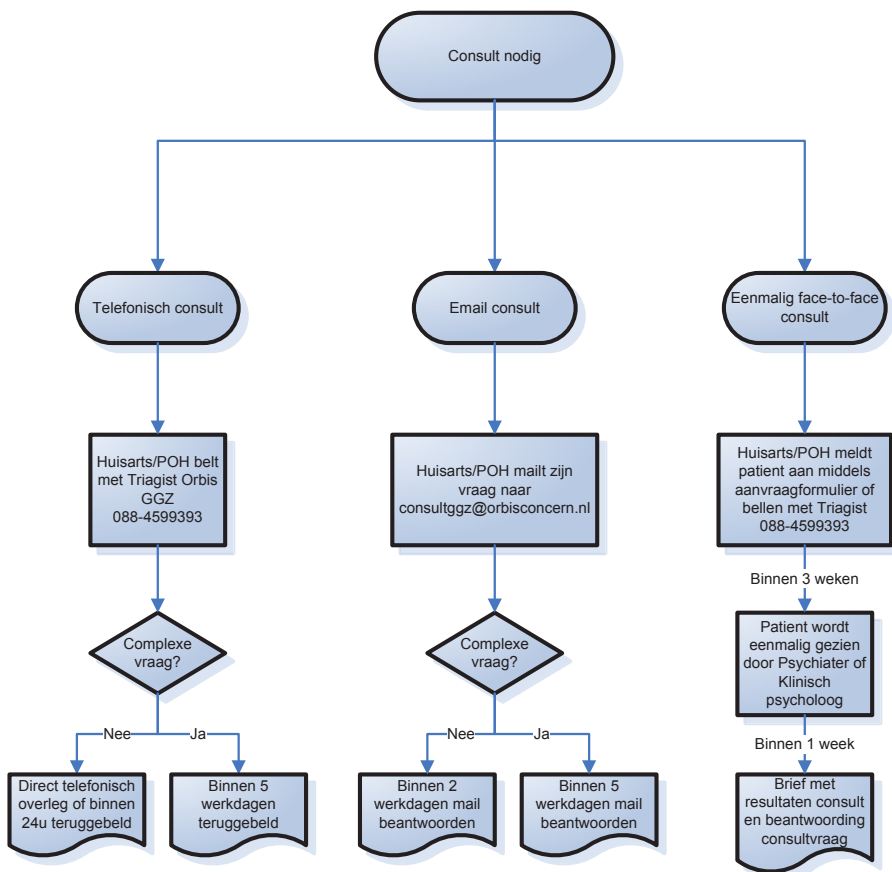 Consult nodig
Telefonisch consult
Email consult
Eenmalig face-to-face
consult
Huisarts/POH belt
met Triagist Orbis
GGZ
088-4599393
Huisarts/POH mailt zijn
vraag naar
consultggz@orbisconcern.nl
Huisarts/POH meldt
patient aan middels
aanvraagformulier of
bellen met Triagist
088-4599393
Binnen 3 weken
Complexe
vraag?
Complexe
vraag?
Patient wordt
eenmalig gezien
door Psychiater of
Klinisch
psycholoog
Nee
Ja
Nee
Ja
Binnen 1 week
Direct telefonisch
overleg of binnen
24u teruggebeld
Binnen 5
werkdagen
teruggebeld
Binnen 2
werkdagen mail
beantwoorden
Binnen 5
werkdagen mail
beantwoorden
Brief met
resultaten consult
en beantwoording
consultvraag